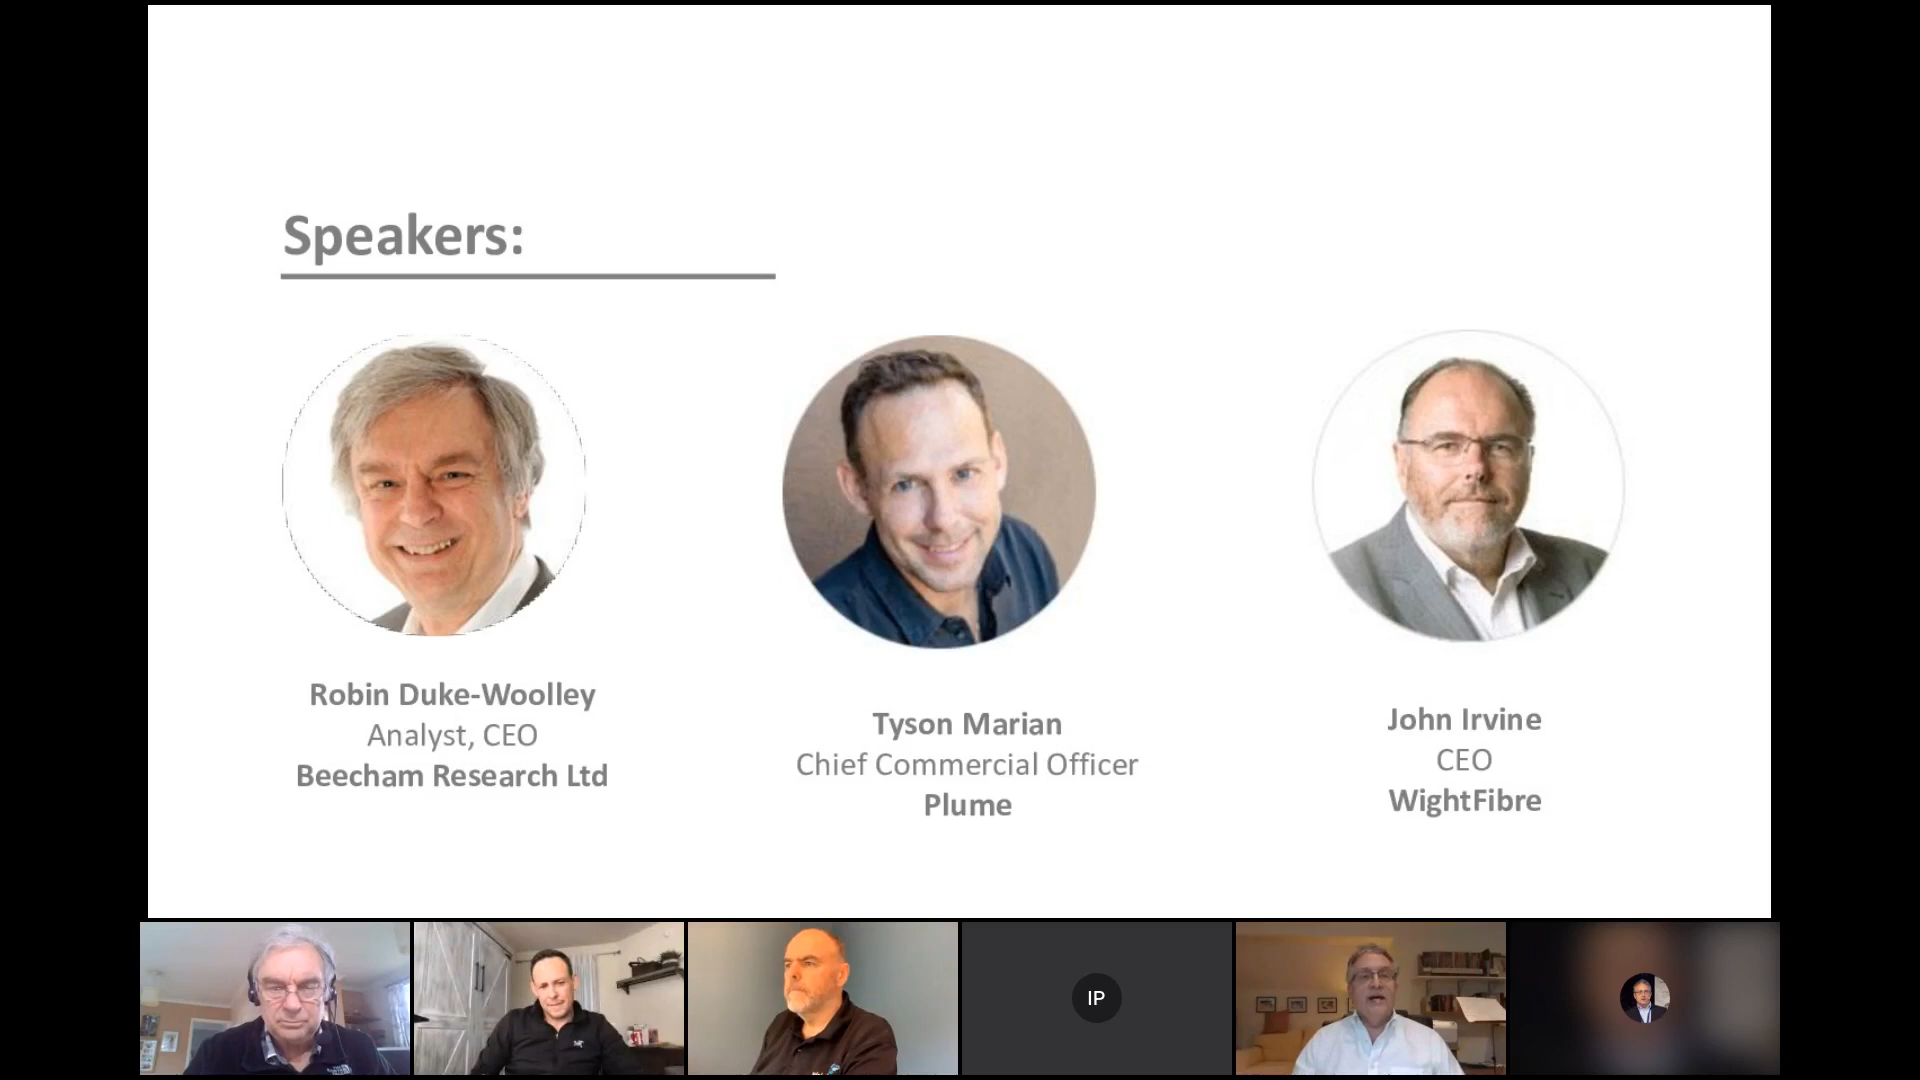 Speakers:
Robin Duke-Woolley
Analyst, CEO
Beecham Research Ltd
Tyson Marian
Chief Commercial Officer
Plume
John Irvine
CEO
WightFibre
IP